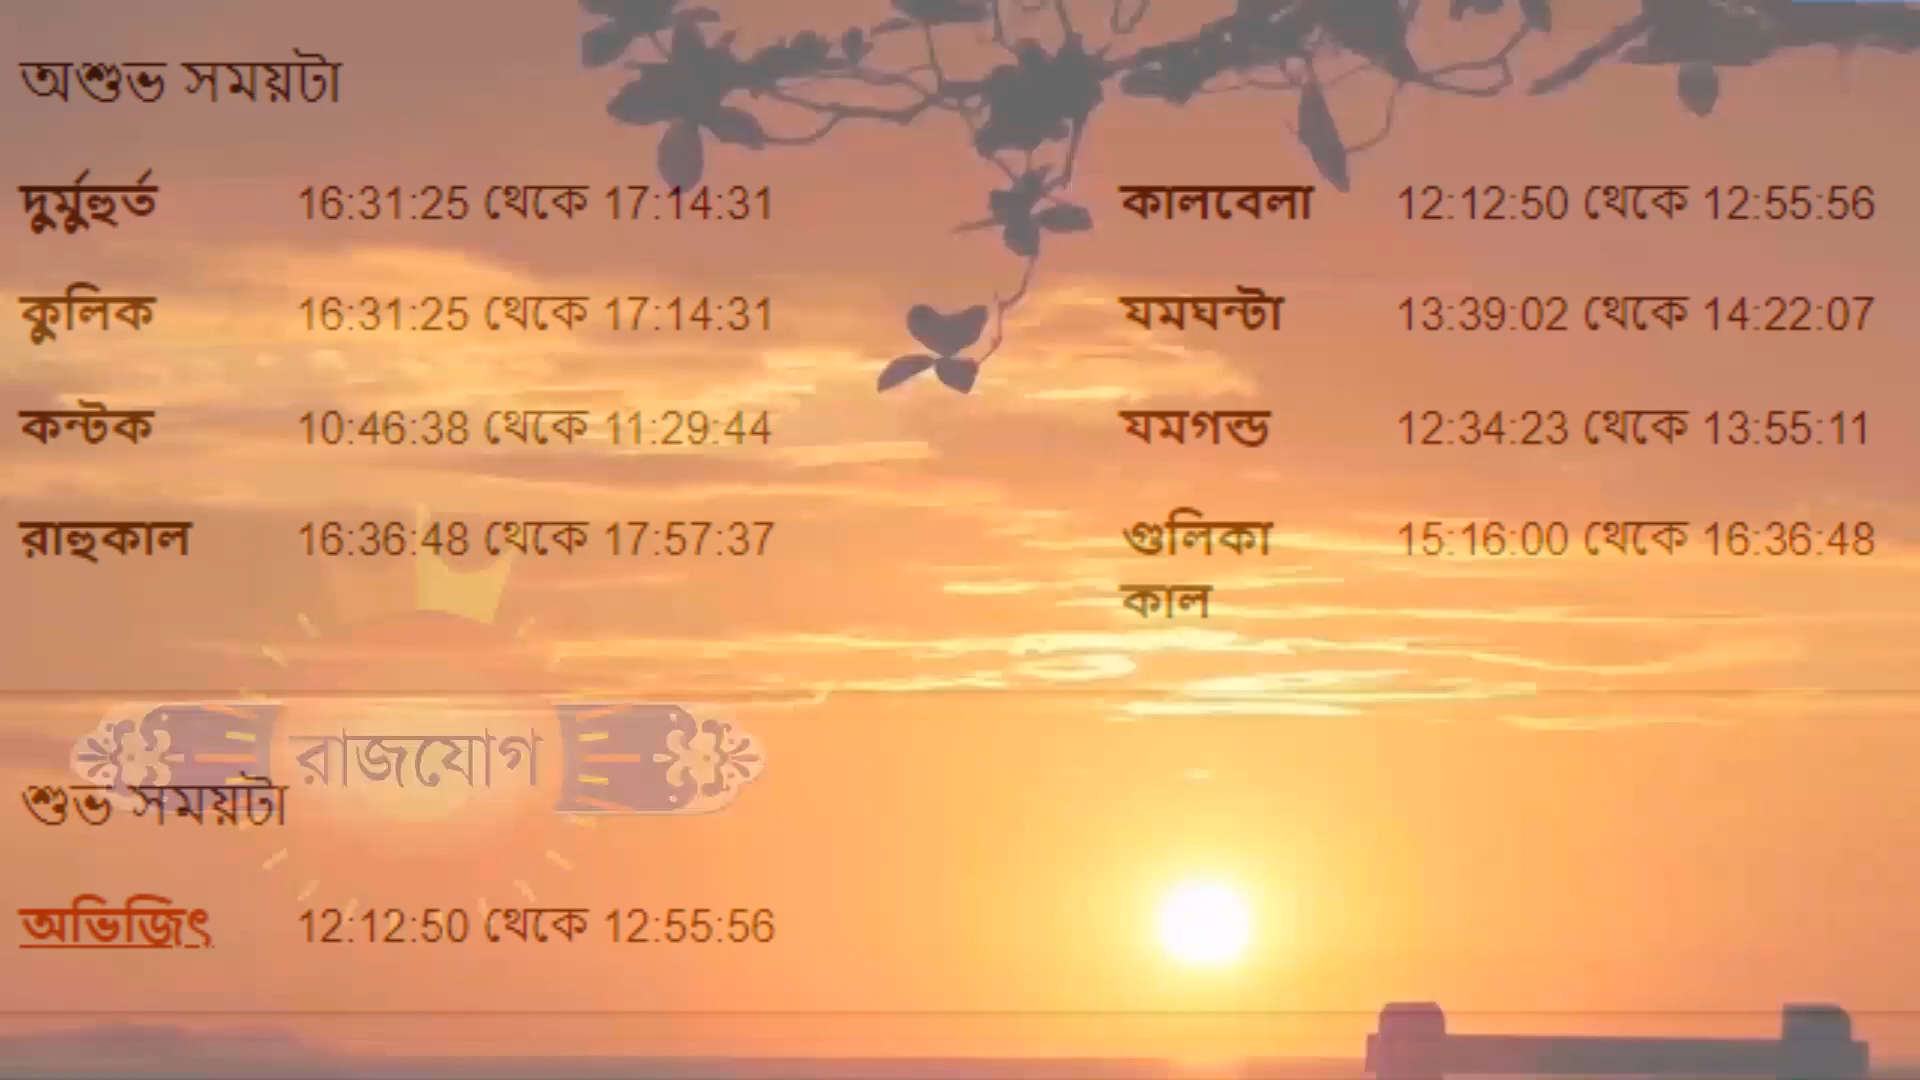 অশুভ সময়টা
দুর্মুহুর্ত 16:31:25 থেকে 17:14:31 কালবেলা 12:12:50 থেকে 12:55:56
কুলিক 16:31:25 থেকে 17:14:31 যমঘন্টা 13:39:02 থেকে 14:22:07
কন্টক 10:46:38 থেকে 11:29:44 যমগন্ড 12:34:23 থেকে 13:55:11
রাহুকাল 16:36:48 থেকে 17:57:37 গুলিকা 15:16:00 থেকে 16:36:48
কাল
রাজযোগ
শুভ সময়টা
অভিজিৎ 12:12:50 থেকে 12:55:56